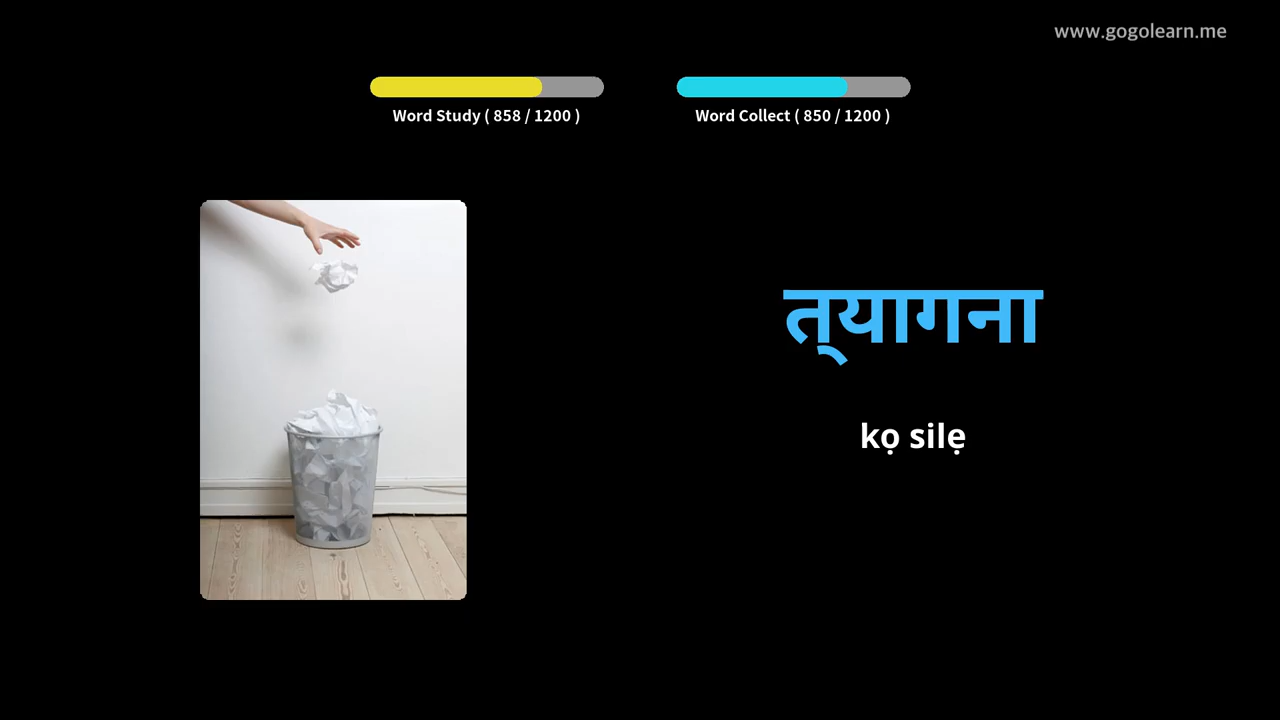 www.gogolearn.me
Word Study ( 858 / 1200 )
Word Collect ( 850 / 1200 )
त्यागना
kọ silẹ